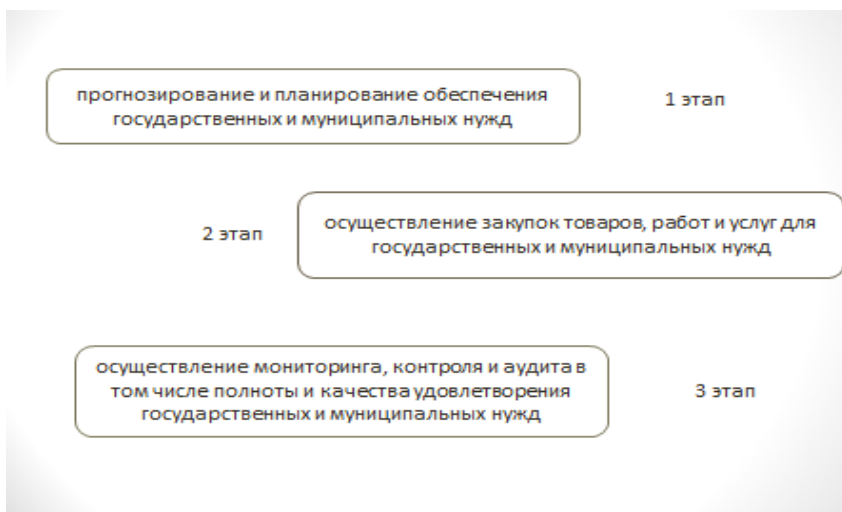 прогнозирование и планирование обеспечения
государственных и муниципальных нужд
1 этап
2 этап
осуществление закупок товаров, работ и услуг для
государственных и муниципальных нужд
осуществление мониторинга, контроля и аудита в
том числе полноты и качества удовлетворения
государственных и муниципальных нужд
3 этап